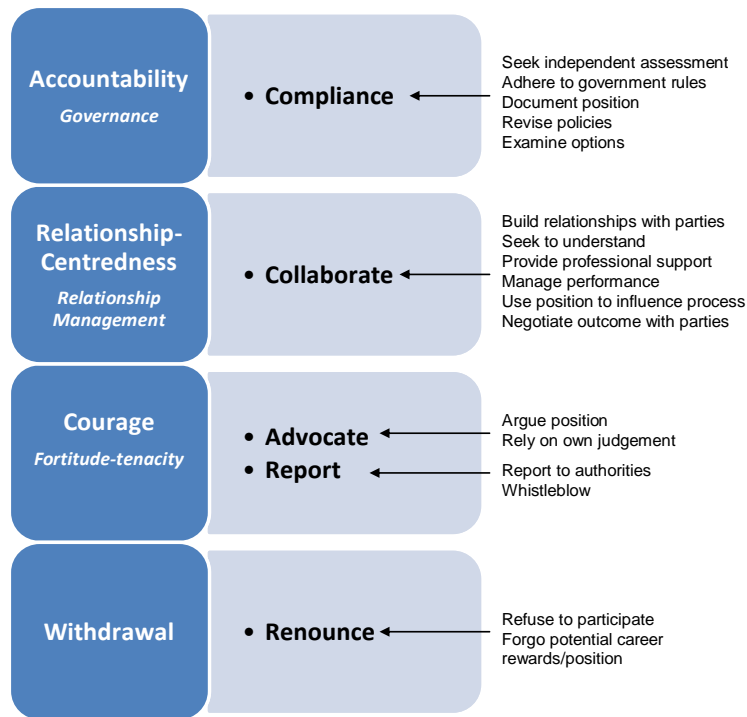 Accountability
Governance
• Compliance
Seek independent assessment
Adhere to government rules
Document position
Revise policies
Examine options
Relationship-
Centredness
Relationship
Management
• Collaborate
Build relationships with parties
Seek to understand
Provide professional support
Manage performance
Use position to influence process
Negotiate outcome with parties
Courage
Fortitude-tenacity
• Advocate
• Report
Argue position
Rely on own judgement
Report to authorities
Whistleblow
Withdrawal
• Renounce
Refuse to participate
Forgo potential career
rewards/position